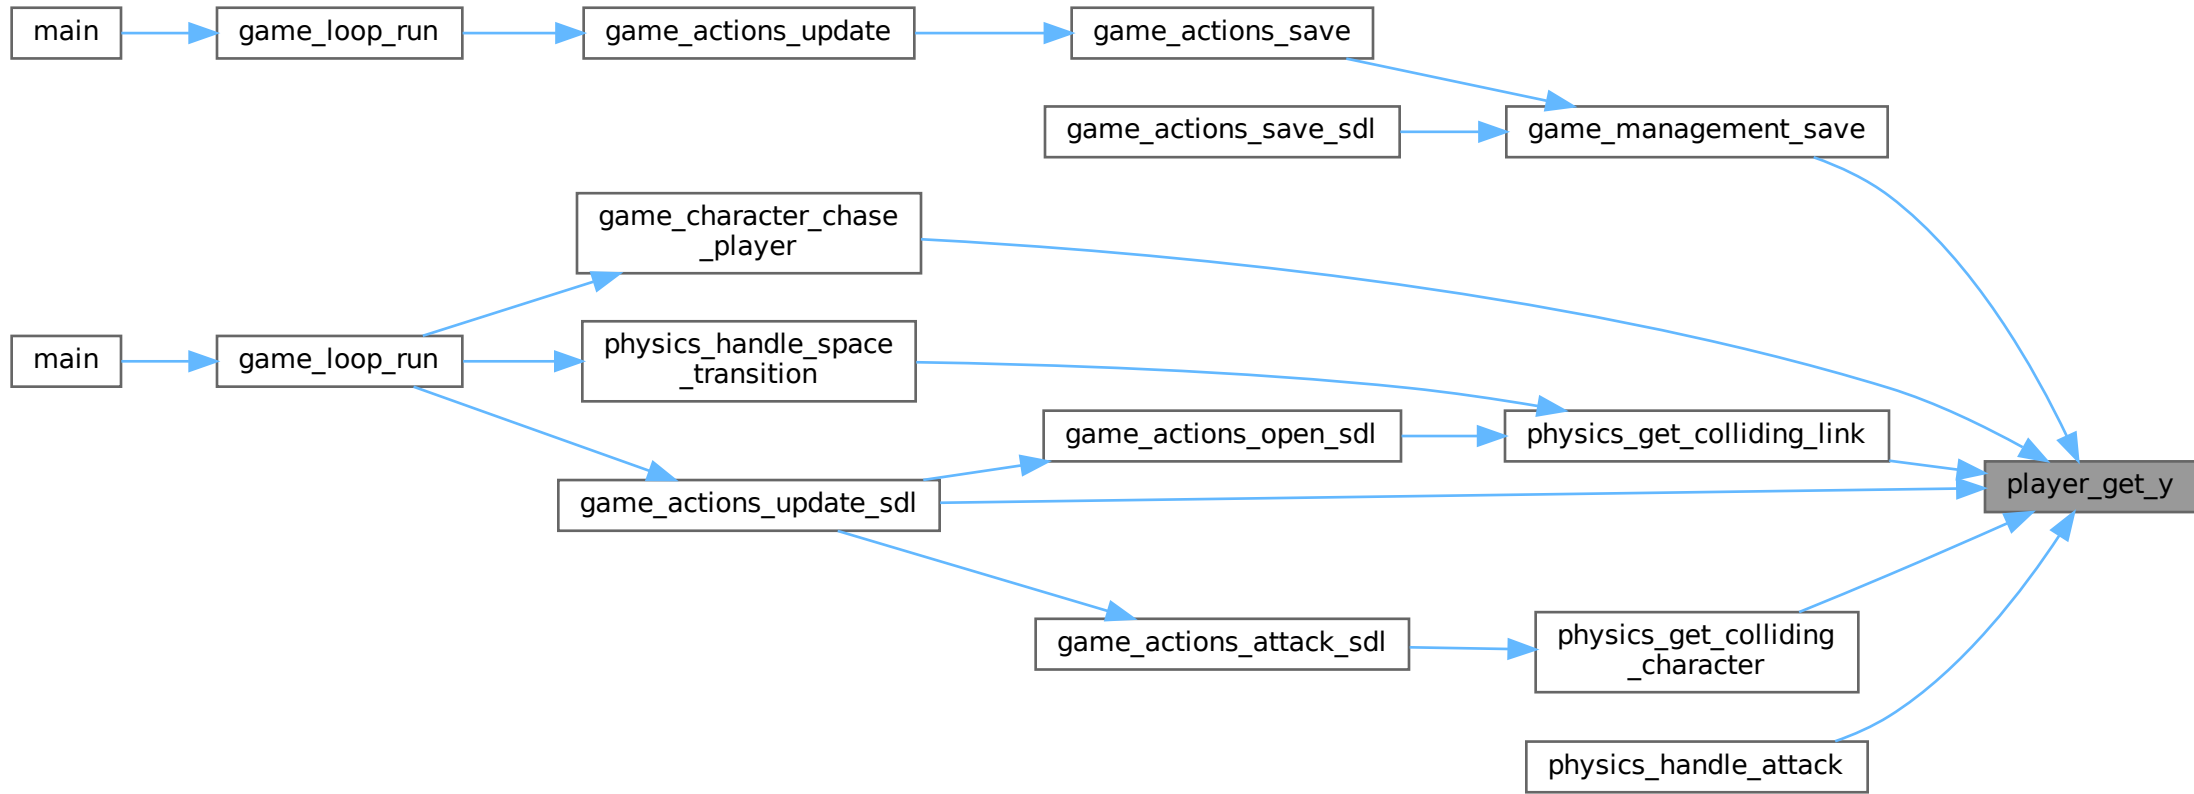 main
game_loop_run
game_actions_update
game_actions_save
game_actions_save_sdl
game_management_save
game_character_chase
_player
main
game_loop_run
physics_handle_space
_transition
game_actions_open_sdl
physics_get_colliding_link
player_get_y
game_actions_update_sdl
game_actions_attack_sdl
physics_get_colliding
_character
physics_handle_attack